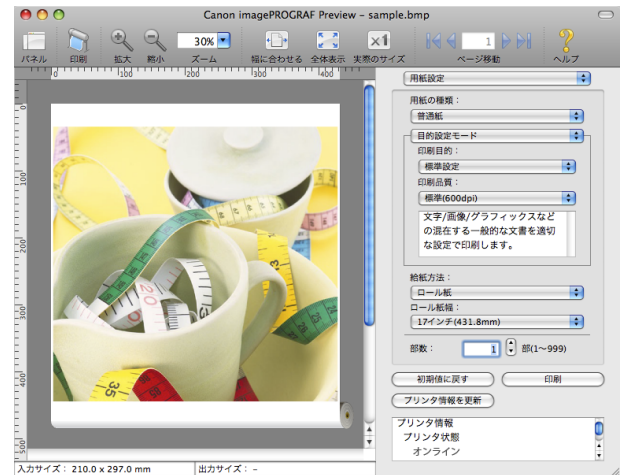 Canon imagePROGRAF Preview – sample.bmp
パネル 印刷 拡大 縮小 30% ズーム 幅に合わせる 全体表示 実際のサイズ 1 ページ移動 ヘルプ
0 100 200 300 400
0
100
200
300
400
500
用紙設定
用紙の種類：
普通紙
目的設定モード
印刷目的：
標準設定
印刷品質：
標準(600dpi)
文字/画像/グラフィックスなど
の混在する一般的な文書を適切
な設定で印刷します。
給紙方法：
ロール紙
ロール紙幅：
17インチ(431.8mm)
部数： 1 部(1〜999)
初期値に戻す 印刷
プリンタ情報を更新
プリンタ情報
プリンタ状態
オンライン
入力サイズ： 210.0 x 297.0 mm 出力サイズ： –